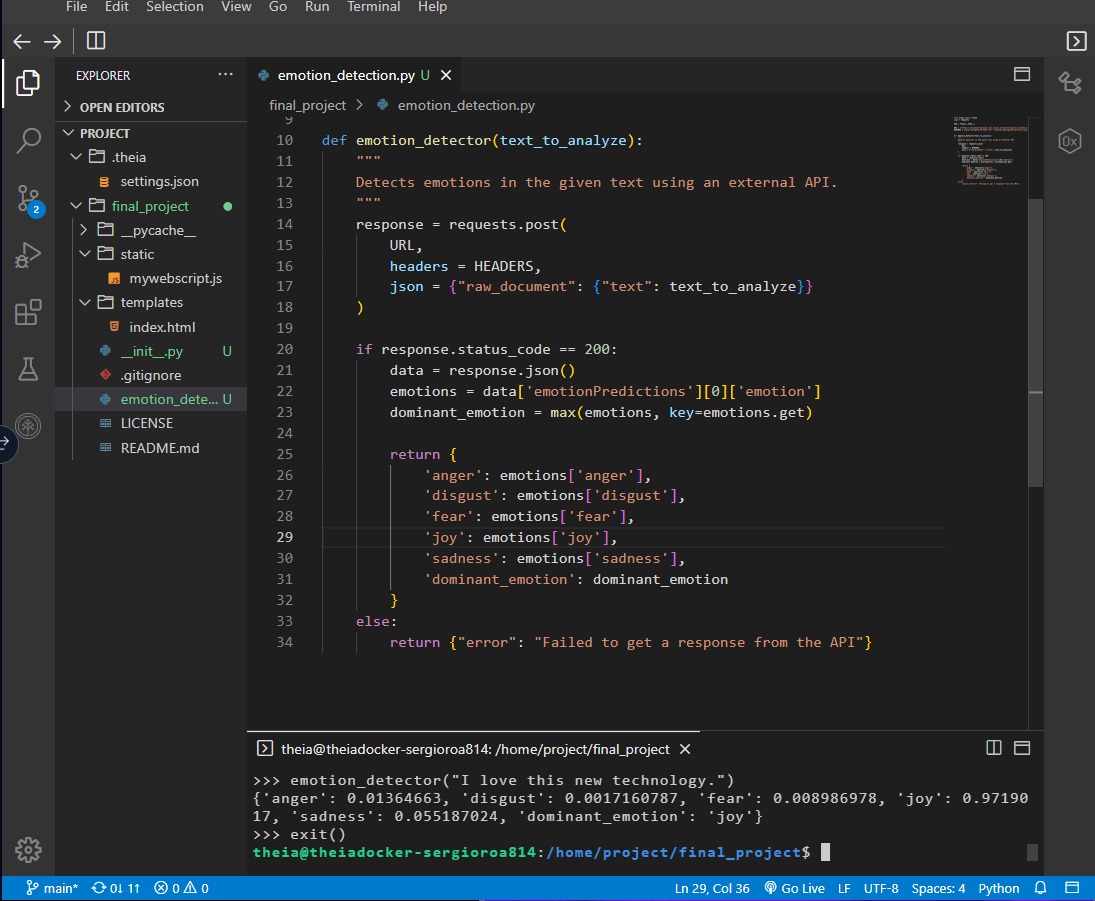 File Edit Selection View Go Run Terminal Help
EXPLORER
OPEN EDITORS
PROJECT
.theia
settings.json
final_project
__pycache__
static
mywebscript.js
templates
index.html
__init__.py U
.gitignore
emotion_dete... U
LICENSE
README.md
2
emotion_detection.py U
final_project > emotion_detection.py
9
10 def emotion_detector(text_to_analyze):
11 """
12 Detects emotions in the given text using an external API.
13 """
14 response = requests.post(
15 URL,
16 headers = HEADERS,
17 json = {"raw_document": {"text": text_to_analyze}}
18 )
19
20 if response.status_code == 200:
21 data = response.json()
22 emotions = data['emotionPredictions'][0]['emotion']
23 dominant_emotion = max(emotions, key=emotions.get)
24
25 return {
26 'anger': emotions['anger'],
27 'disgust': emotions['disgust'],
28 'fear': emotions['fear'],
29 'joy': emotions['joy'],
30 'sadness': emotions['sadness'],
31 'dominant_emotion': dominant_emotion
32 }
33 else:
34 return {"error": "Failed to get a response from the API"}
0x
theia@theiadocker-sergioroa814: /home/project/final_project
>>> emotion_detector("I love this new technology.")
{'anger': 0.01364663, 'disgust': 0.0017160787, 'fear': 0.008986978, 'joy': 0.97190
17, 'sadness': 0.055187024, 'dominant_emotion': 'joy'}
>>> exit()
theia@theiadocker-sergioroa814:/home/project/final_project$
main* 0↓ 1↑ 0 0 Ln 29, Col 36 Go Live LF UTF-8 Spaces: 4 Python